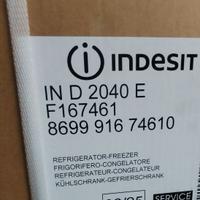 INDESIT
IN D 2040 E
F167461
8699 916 74610
REFRIGERATOR-FREEZER
FRIGORIFERO-CONGELATORE
REFRIGERATEUR-CONGELATEUR
KÜHLSCHRANK-GEFRIERSCHRANK
SERVICE